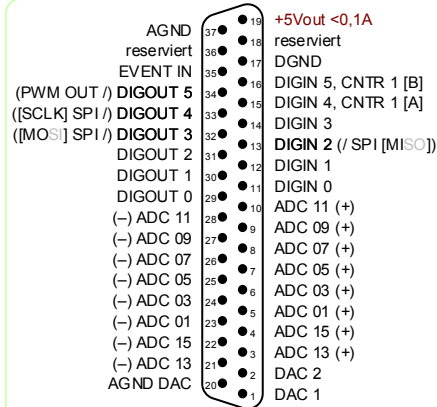 AGND 37 19 +5Vout <0,1A
reserviert 36 18 reserviert
EVENT IN 35 17 DGND
(PWM OUT /) DIGOUT 5 34 16 DIGIN 5, CNTR 1 [B]
([SCLK] SPI /) DIGOUT 4 33 15 DIGIN 4, CNTR 1 [A]
([MOSI] SPI /) DIGOUT 3 32 14 DIGIN 3
DIGOUT 2 31 13 DIGIN 2 (/ SPI [MISO])
DIGOUT 1 30 12 DIGIN 1
DIGOUT 0 29 11 DIGIN 0
(–) ADC 11 28 10 ADC 11 (+)
(–) ADC 09 27 9 ADC 09 (+)
(–) ADC 07 26 8 ADC 07 (+)
(–) ADC 05 25 7 ADC 05 (+)
(–) ADC 03 24 6 ADC 03 (+)
(–) ADC 01 23 5 ADC 01 (+)
(–) ADC 15 22 4 ADC 15 (+)
(–) ADC 13 21 3 ADC 13 (+)
AGND DAC 20 2 DAC 2
1 DAC 1